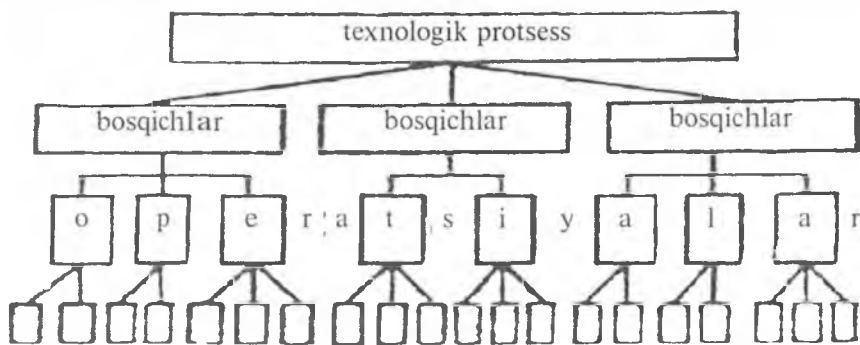 texnologik protsess
bosqichlar bosqichlar bosqichlar
o p e r a t s i y a l a r